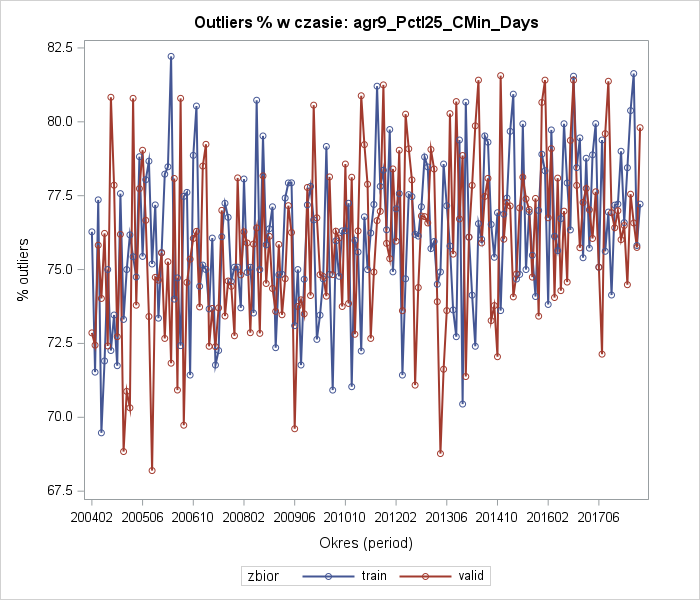 Outliers % w czasie: agr9_Pctl25_CMin_Days
% outliers
82.5
80.0
77.5
75.0
72.5
70.0
67.5
200402 200506 200610 200802 200906 201010 201202 201306 201410 201602 201706
Okres (period)
zbior train valid